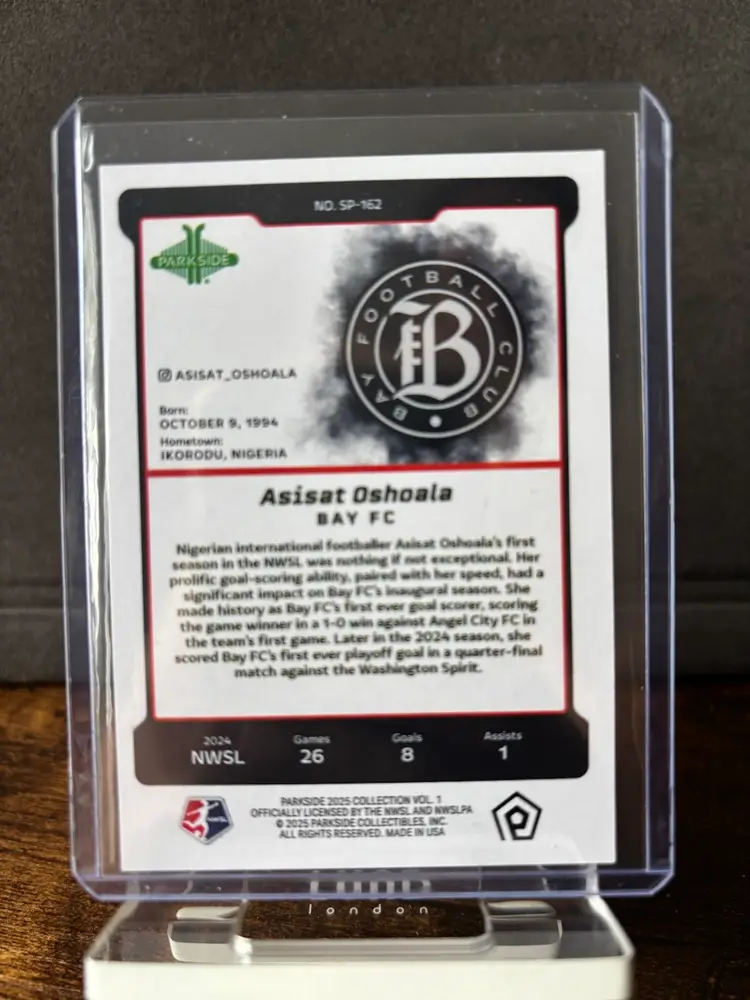 NO. SP-162
PARKSIDE
BAY FOOTBALL CLUB
B
ASISAT_OSHOALA
Born:
OCTOBER 9, 1994
Hometown:
IKORODU, NIGERIA
Asisat Oshoala
BAY FC
Nigerian international footballer Asisat Oshoala's first
season in the NWSL was nothing if not exceptional. Her
prolific goal-scoring ability, paired with her speed, had a
significant impact on Bay FC's inaugural season. She
made history as Bay FC's first ever goal scorer, scoring
the game winner in a 1-0 win against Angel City FC in
the team's first game. Later in the 2024 season, she
scored Bay FC's first ever playoff goal in a quarter-final
match against the Washington Spirit.
2024 Games Goals Assists
NWSL 26 8 1
NWSL
PARKSIDE 2025 COLLECTION VOL. 1
OFFICIALLY LICENSED BY THE NWSL AND NWSLPA
© 2025 PARKSIDE COLLECTIBLES, INC.
ALL RIGHTS RESERVED. MADE IN USA
london